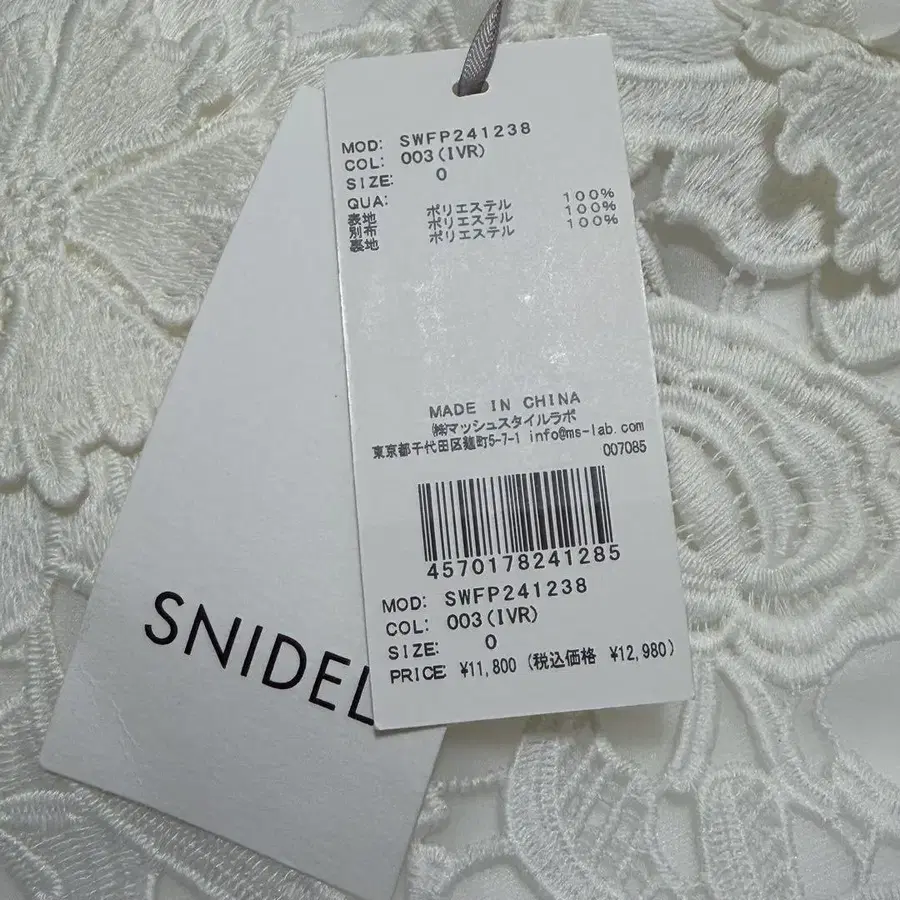 MOD: SWFP241238
COL: 003(IVR)
SIZE: 0
QUA:
表地 ポリエステル 100%
別布 ポリエステル 100%
裏地 ポリエステル 100%
MADE IN CHINA
㈱マッシュスタイルラボ
東京都千代田区麹町5-7-1 info@ms-lab.com
007085
4570178241285
MOD: SWFP241238
COL: 003(IVR)
SIZE: 0
PRICE: ¥11,800 (税込価格 ¥12,980)
SNIDEL